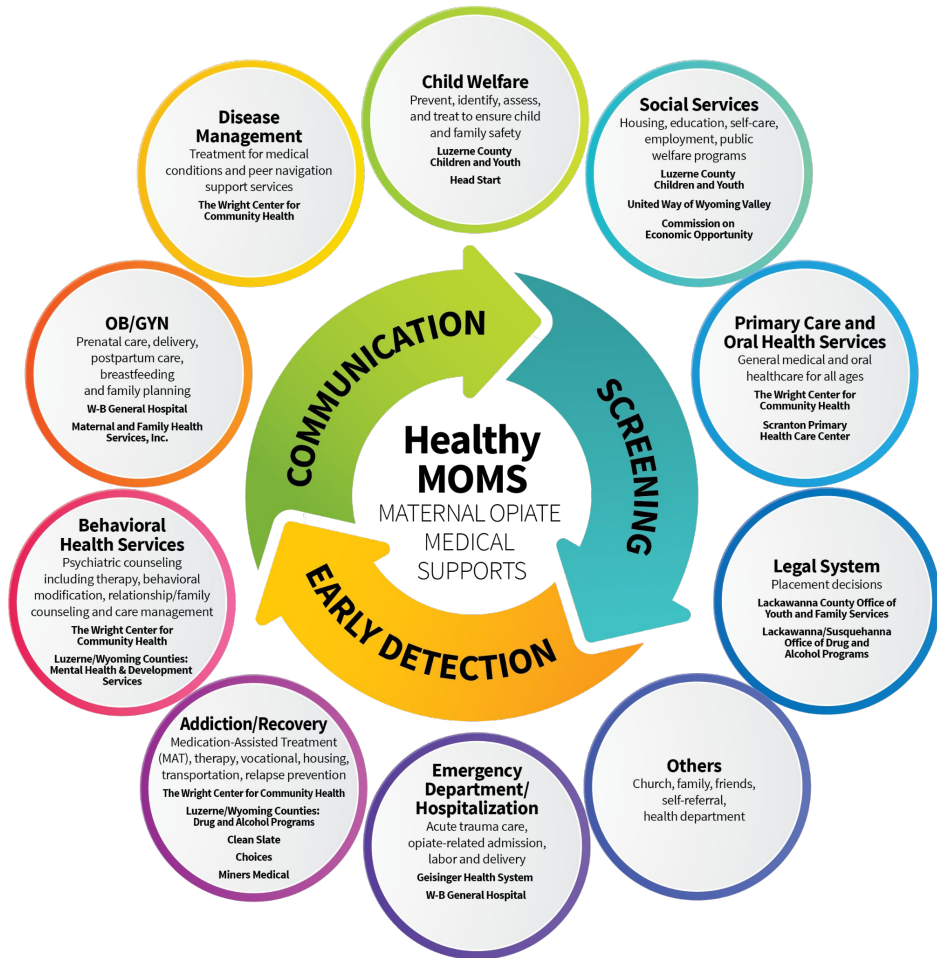 Child Welfare
Prevent, identify, assess,
and treat to ensure child
and family safety
Luzerne County
Children and Youth
Head Start
Social Services
Housing, education, self-care,
employment, public
welfare programs
Luzerne County
Children and Youth
United Way of Wyoming Valley
Commission on
Economic Opportunity
Primary Care and
Oral Health Services
General medical and oral
healthcare for all ages
The Wright Center for
Community Health
Scranton Primary
Health Care Center
Legal System
Placement decisions
Lackawanna County Office of
Youth and Family Services
Lackawanna/Susquehanna
Office of Drug and
Alcohol Programs
Others
Church, family, friends,
self-referral,
health department
Emergency
Department/
Hospitalization
Acute trauma care,
opiate-related admission,
labor and delivery
Geisinger Health System
W-B General Hospital
Addiction/Recovery
Medication-Assisted Treatment
(MAT), therapy, vocational, housing,
transportation, relapse prevention
The Wright Center for Community Health
Luzerne/Wyoming Counties:
Drug and Alcohol Programs
Clean Slate
Choices
Miners Medical
Behavioral
Health Services
Psychiatric counseling
including therapy, behavioral
modification, relationship/family
counseling and care management
The Wright Center for
Community Health
Luzerne/Wyoming Counties:
Mental Health & Development
Services
OB/GYN
Prenatal care, delivery,
postpartum care,
breastfeeding
and family planning
W-B General Hospital
Maternal and Family Health
Services, Inc.
Disease
Management
Treatment for medical
conditions and peer navigation
support services
The Wright Center for
Community Health
COMMUNICATION
SCREENING
EARLY DETECTION
Healthy
MOMS
MATERNAL OPIATE
MEDICAL
SUPPORTS